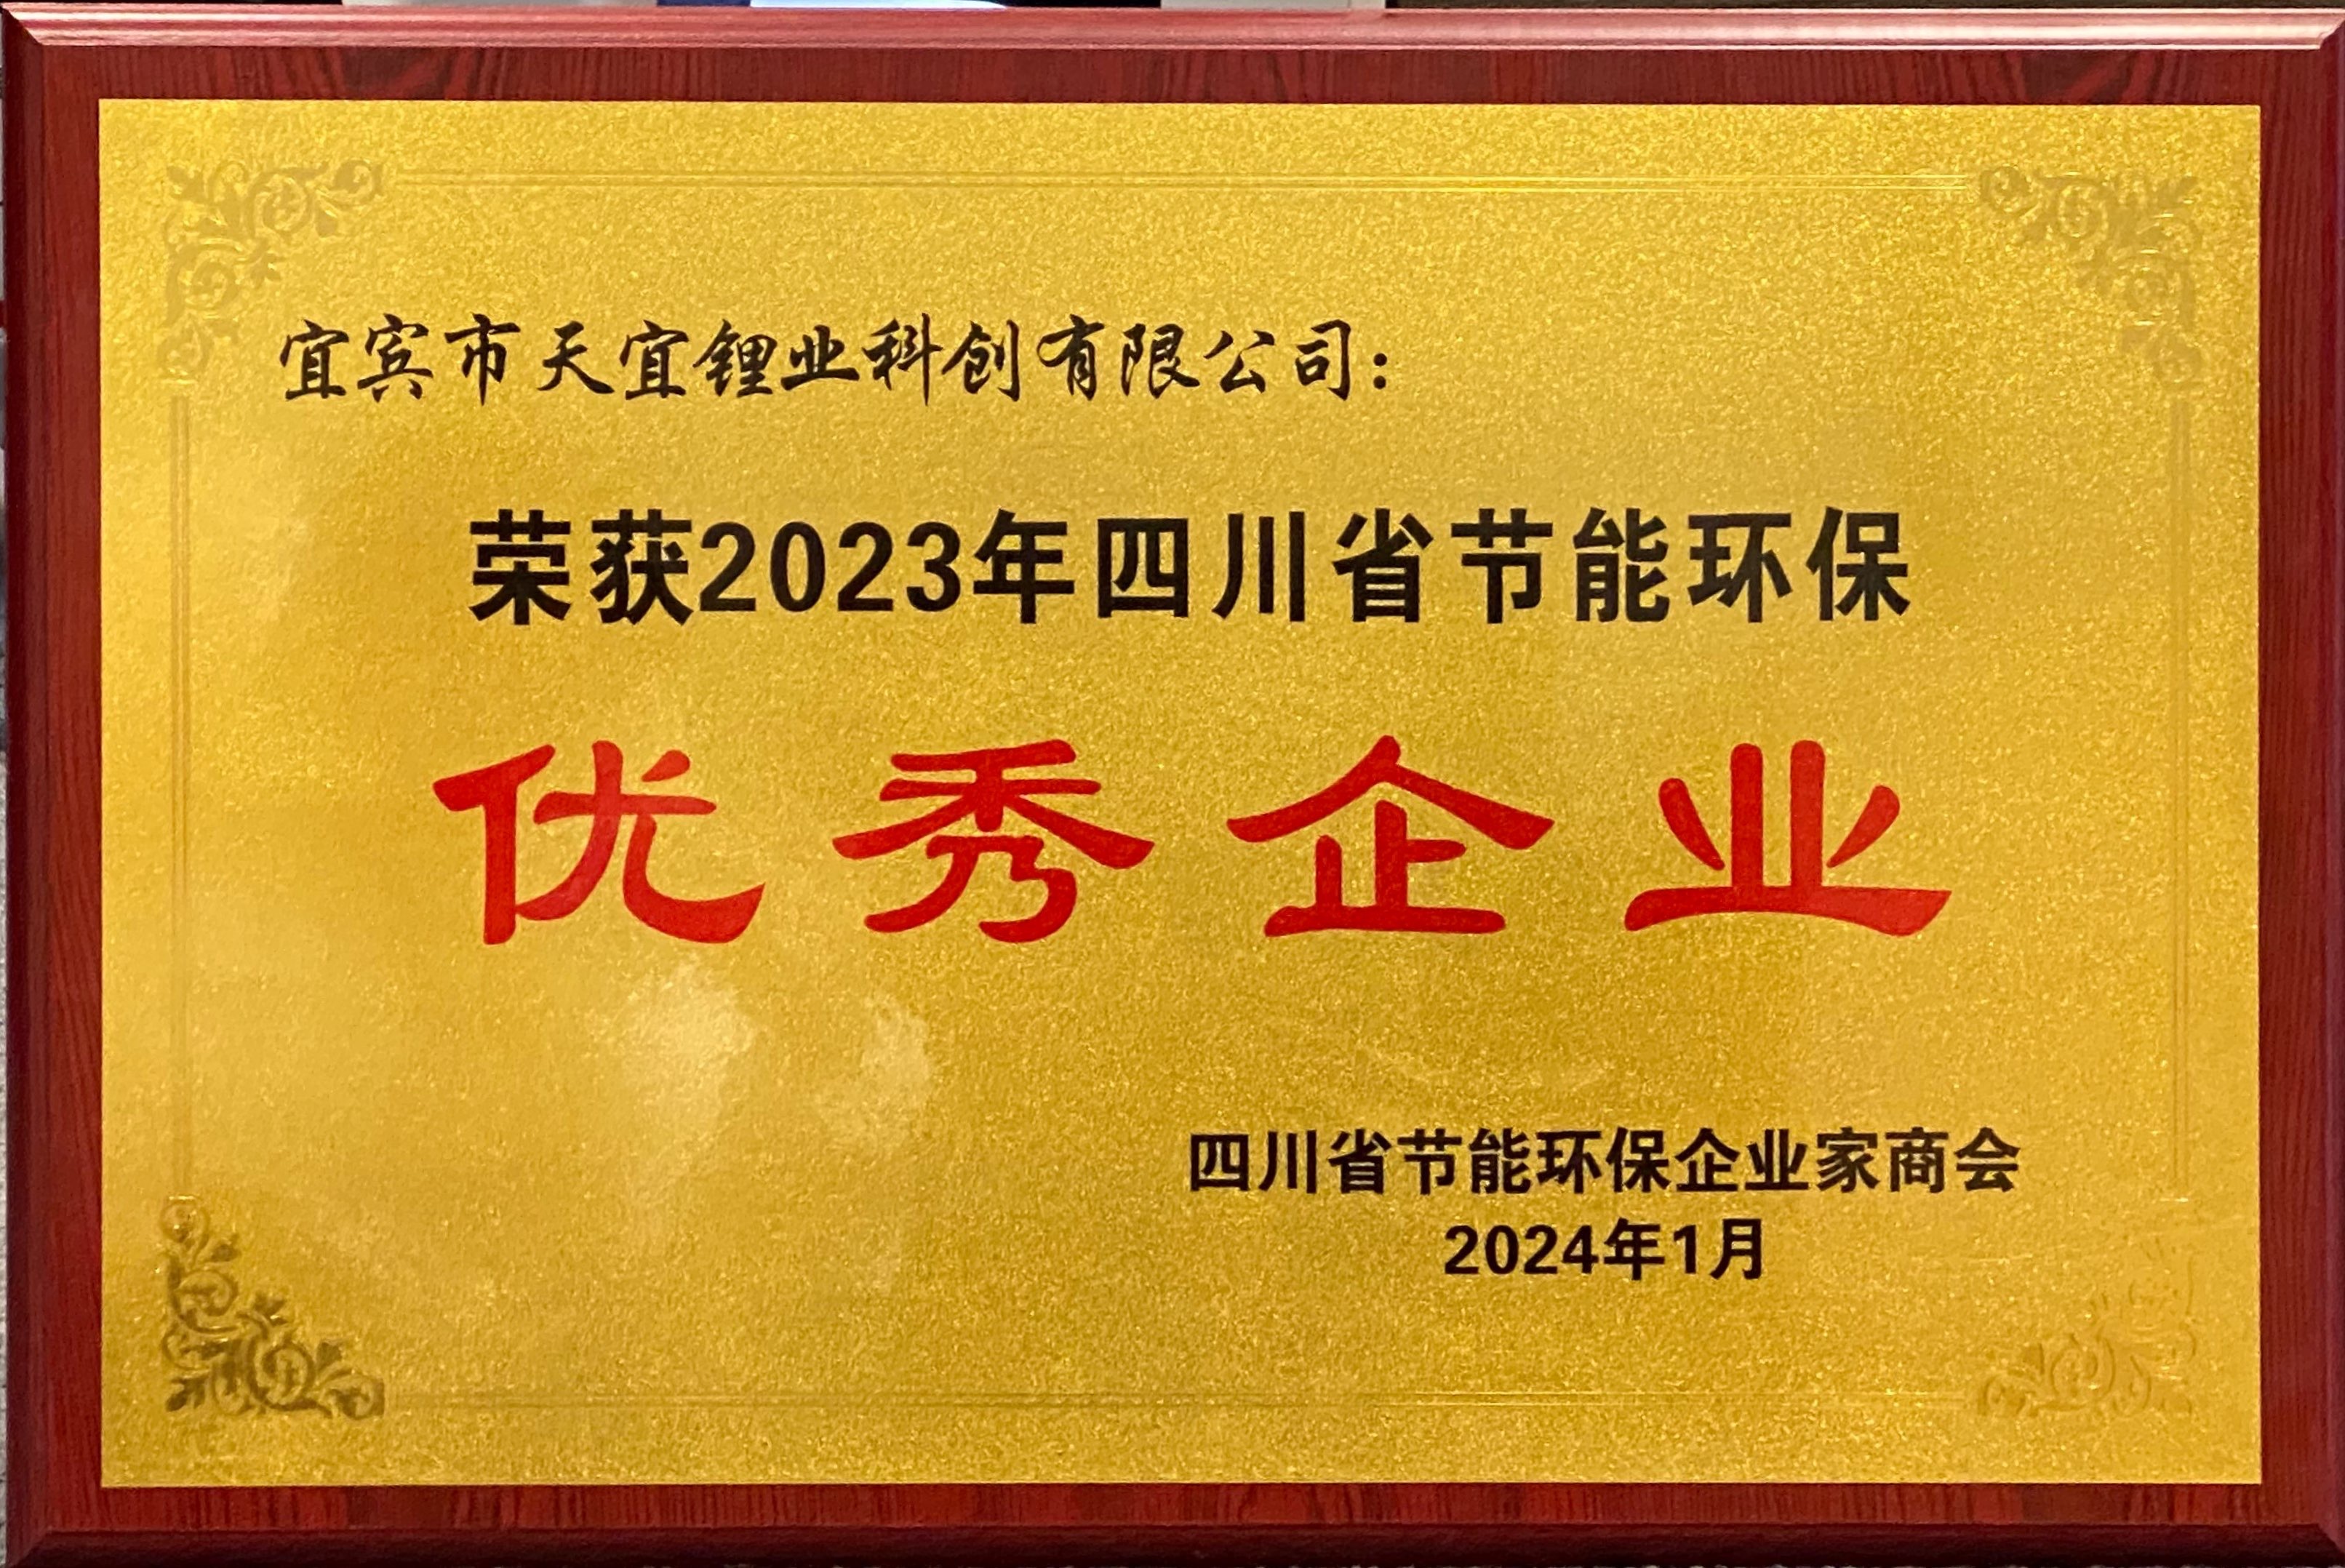 宜宾市天宜锂业科创有限公司：
荣获2023年四川省节能环保
优秀企业
四川省节能环保企业家商会
2024年1月